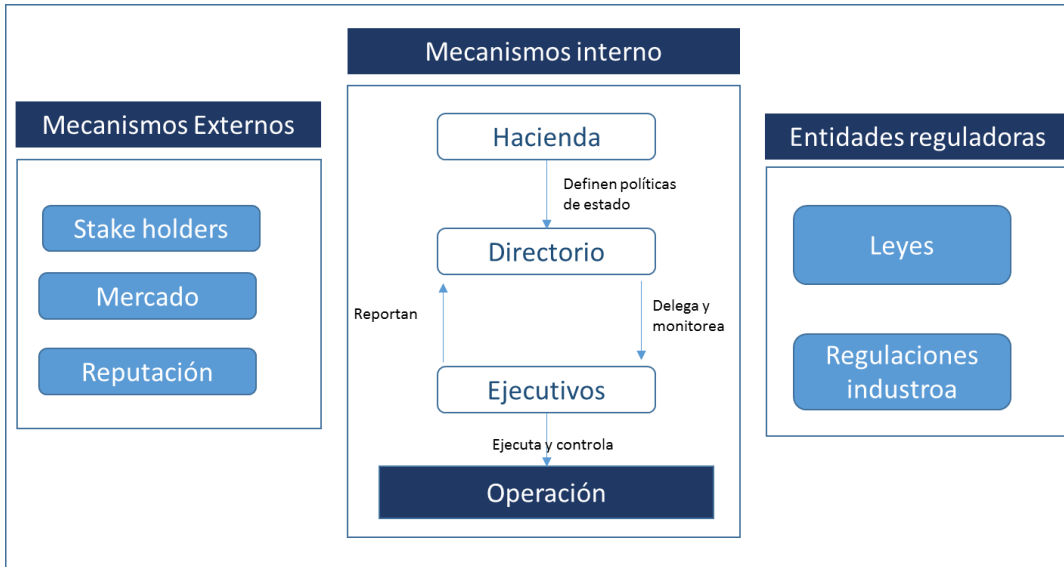 Mecanismos Externos
Stake holders
Mercado
Reputación
Mecanismos interno
Hacienda
Definen políticas
de estado
Directorio
Reportan
Delega y
monitorea
Ejecutivos
Ejecuta y controla
Operación
Entidades reguladoras
Leyes
Regulaciones
industroa